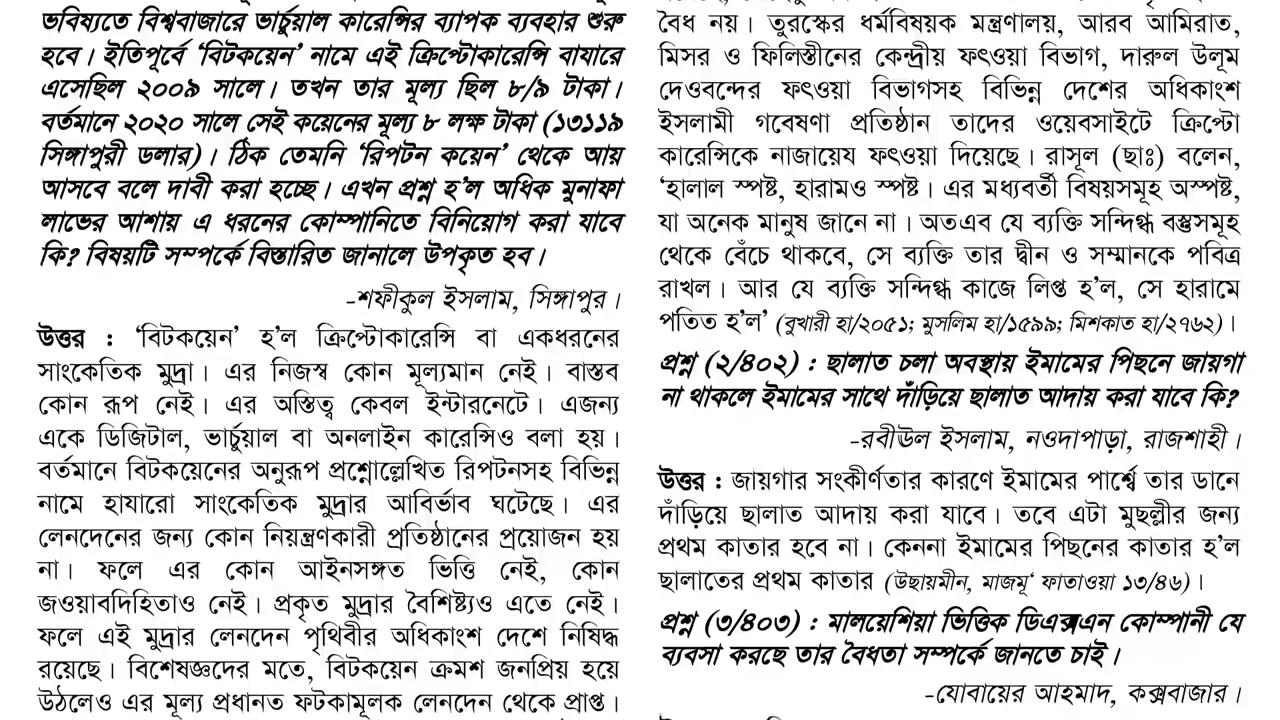 ভবিষ্যতে বিশ্ববাজারে ভার্চুয়াল কারেন্সির ব্যাপক ব্যবহার শুরু
হবে। ইতিপূর্বে ‘বিটকয়েন’ নামে এই ক্রিপ্টোকারেন্সি বাযারে
এসেছিল ২০০৯ সালে। তখন তার মূল্য ছিল ৮/৯ টাকা।
বর্তমানে ২০২০ সালে সেই কয়েনের মূল্য ৮ লক্ষ টাকা (১৩১১৯
সিঙ্গাপুরী ডলার)। ঠিক তেমনি ‘রিপটন কয়েন’ থেকে আয়
আসবে বলে দাবী করা হচ্ছে। এখন প্রশ্ন হ’ল অধিক মুনাফা
লাভের আশায় এ ধরনের কোম্পানিতে বিনিয়োগ করা যাবে
কি? বিষয়টি সম্পর্কে বিস্তারিত জানালে উপকৃত হব।
-শফীকুল ইসলাম, সিঙ্গাপুর।
উত্তর : ‘বিটকয়েন’ হ’ল ক্রিপ্টোকারেন্সি বা একধরনের
সাংকেতিক মুদ্রা। এর নিজস্ব কোন মূল্যমান নেই। বাস্তব
কোন রূপ নেই। এর অস্তিত্ব কেবল ইন্টারনেটে। এজন্য
একে ডিজিটাল, ভার্চুয়াল বা অনলাইন কারেন্সিও বলা হয়।
বর্তমানে বিটকয়েনের অনুরূপ প্রশ্নোল্লেখিত রিপটনসহ বিভিন্ন
নামে হাযারো সাংকেতিক মুদ্রার আবির্ভাব ঘটেছে। এর
লেনদেনের জন্য কোন নিয়ন্ত্রণকারী প্রতিষ্ঠানের প্রয়োজন হয়
না। ফলে এর কোন আইনসঙ্গত ভিত্তি নেই, কোন
জওয়াবদিহিতাও নেই। প্রকৃত মুদ্রার বৈশিষ্ট্যও এতে নেই।
ফলে এই মুদ্রার লেনদেন পৃথিবীর অধিকাংশ দেশে নিষিদ্ধ
রয়েছে। বিশেষজ্ঞদের মতে, বিটকয়েন ক্রমশ জনপ্রিয় হয়ে
উঠলেও এর মূল্য প্রধানত ফটকামূলক লেনদেন থেকে প্রাপ্ত।
বৈধ নয়। তুরস্কের ধর্মবিষয়ক মন্ত্রণালয়, আরব আমিরাত,
মিসর ও ফিলিস্তীনের কেন্দ্রীয় ফৎওয়া বিভাগ, দারুল উলূম
দেওবন্দের ফৎওয়া বিভাগসহ বিভিন্ন দেশের অধিকাংশ
ইসলামী গবেষণা প্রতিষ্ঠান তাদের ওয়েবসাইটে ক্রিপ্টো
কারেন্সিকে নাজায়েয ফৎওয়া দিয়েছে। রাসূল (ছাঃ) বলেন,
‘হালাল স্পষ্ট, হারামও স্পষ্ট। এর মধ্যবর্তী বিষয়সমূহ অস্পষ্ট,
যা অনেক মানুষ জানে না। অতএব যে ব্যক্তি সন্দিগ্ধ বস্তুসমূহ
থেকে বেঁচে থাকবে, সে ব্যক্তি তার দ্বীন ও সম্মানকে পবিত্র
রাখল। আর যে ব্যক্তি সন্দিগ্ধ কাজে লিপ্ত হ’ল, সে হারামে
পতিত হ’ল’ (বুখারী হা/২০৫১; মুসলিম হা/১৫৯৯; মিশকাত হা/২৭৬২)।
প্রশ্ন (২/৪০২) : ছালাত চলা অবস্থায় ইমামের পিছনে জায়গা
না থাকলে ইমামের সাথে দাঁড়িয়ে ছালাত আদায় করা যাবে কি?
-রবীঊল ইসলাম, নওদাপাড়া, রাজশাহী।
উত্তর : জায়গার সংকীর্ণতার কারণে ইমামের পার্শ্বে তার ডানে
দাঁড়িয়ে ছালাত আদায় করা যাবে। তবে এটা মুছল্লীর জন্য
প্রথম কাতার হবে না। কেননা ইমামের পিছনের কাতার হ’ল
ছালাতের প্রথম কাতার (উছায়মীন, মাজমূ‘ ফাতাওয়া ১৩/৪৬)।
প্রশ্ন (৩/৪০৩) : মালয়েশিয়া ভিত্তিক ডিএক্সএন কোম্পানী যে
ব্যবসা করছে তার বৈধতা সম্পর্কে জানতে চাই।
-যোবায়ের আহমাদ, কক্সবাজার।